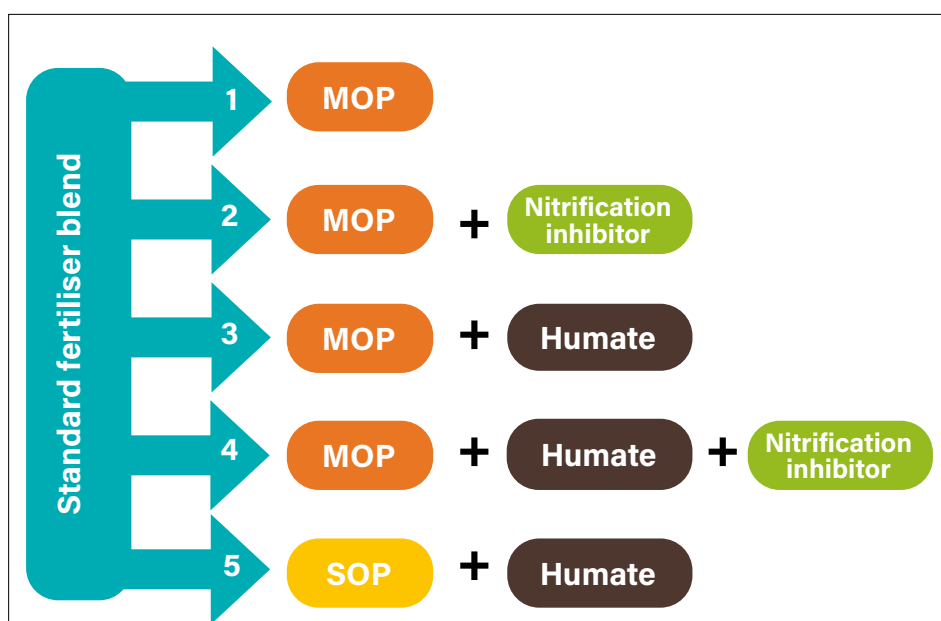 Standard fertiliser blend
1 MOP
2 MOP + Nitrification
inhibitor
3 MOP + Humate
4 MOP + Humate + Nitrification
inhibitor
5 SOP + Humate